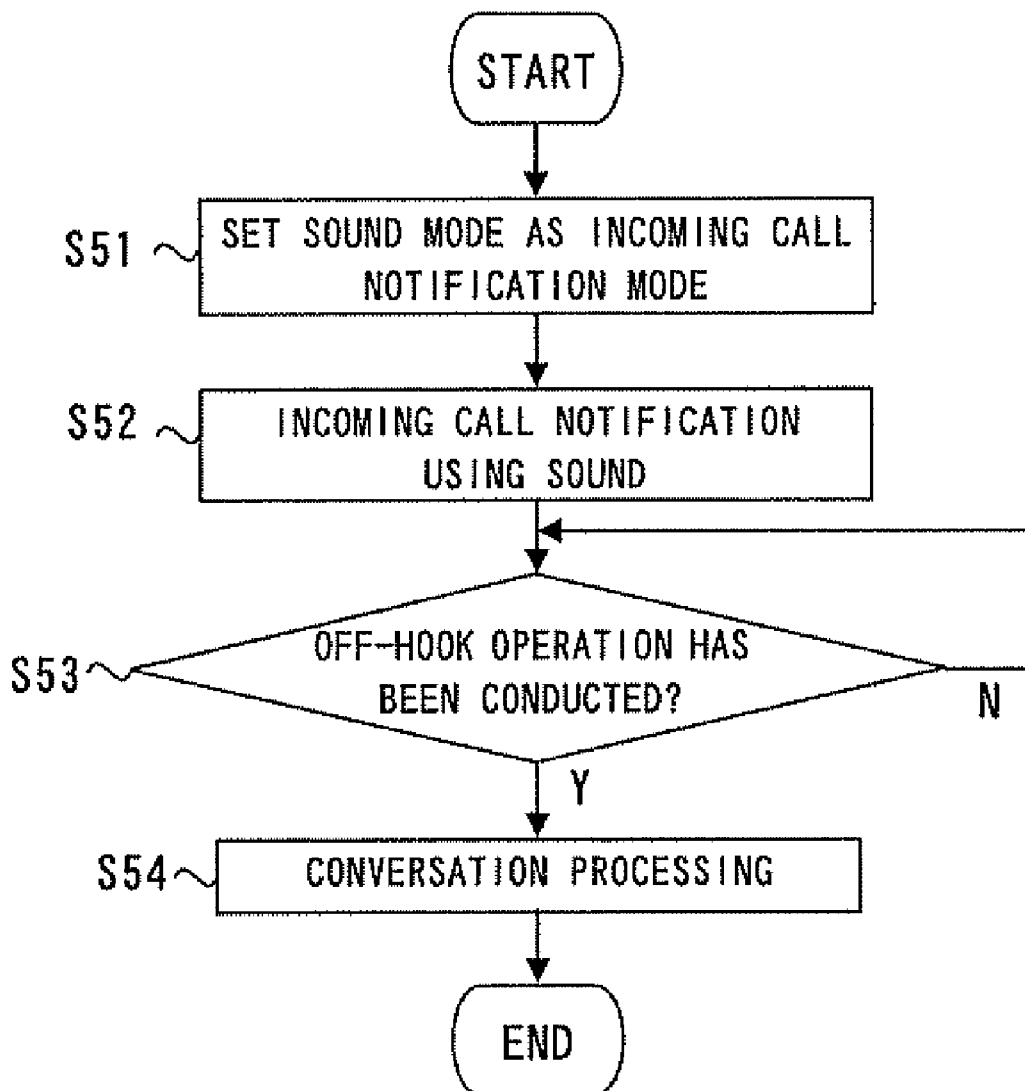 START
S51
SET SOUND MODE AS INCOMING CALL
NOTIFICATION MODE
S52
INCOMING CALL NOTIFICATION
USING SOUND
S53
OFF-HOOK OPERATION HAS
BEEN CONDUCTED?
N
Y
S54
CONVERSATION PROCESSING
END